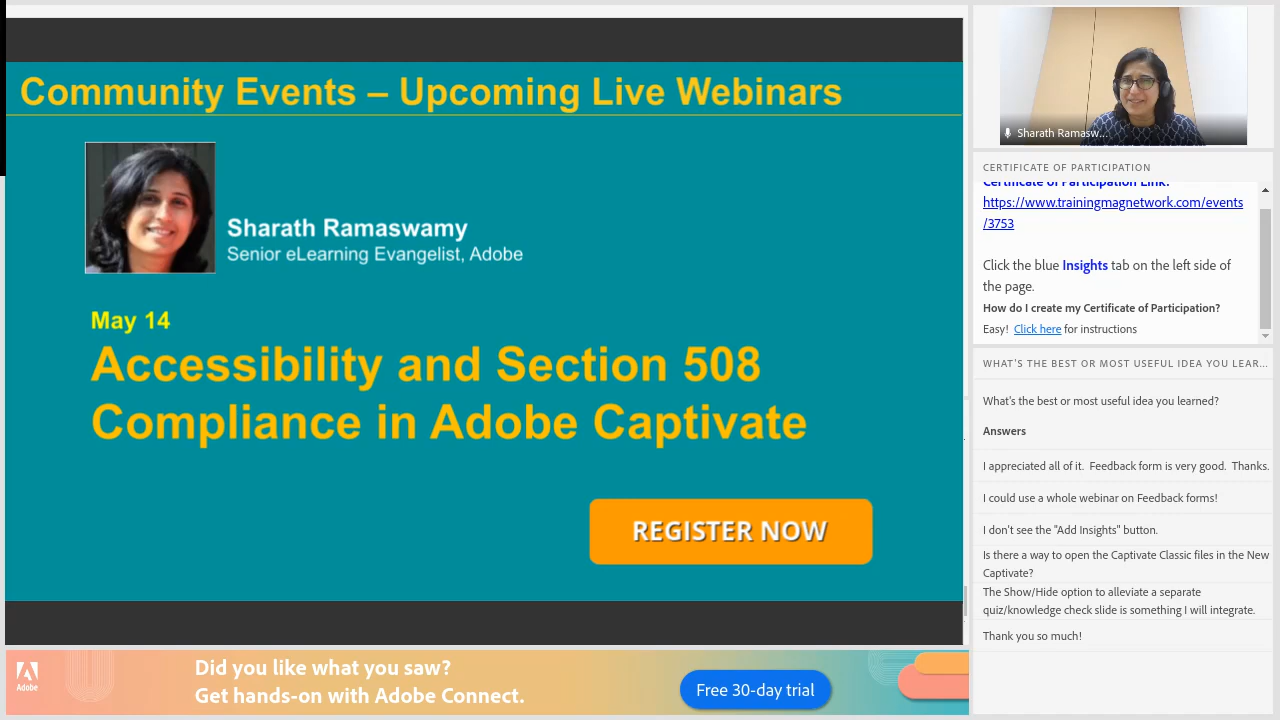 Community Events – Upcoming Live Webinars
Sharath Ramaswamy
Senior eLearning Evangelist, Adobe
May 14
Accessibility and Section 508
Compliance in Adobe Captivate
REGISTER NOW
Adobe
Did you like what you saw?
Get hands-on with Adobe Connect.
Free 30-day trial
Sharath Ramasw...
CERTIFICATE OF PARTICIPATION
Certificate of Participation Link:
https://www.trainingmagnetwork.com/events
/3753
Click the blue Insights tab on the left side of
the page.
How do I create my Certificate of Participation?
Easy!  Click here for instructions
WHAT'S THE BEST OR MOST USEFUL IDEA YOU LEAR...
What's the best or most useful idea you learned?
Answers
I appreciated all of it.  Feedback form is very good.  Thanks.
I could use a whole webinar on Feedback forms!
I don't see the "Add Insights" button.
Is there a way to open the Captivate Classic files in the New
Captivate?
The Show/Hide option to alleviate a separate
quiz/knowledge check slide is something I will integrate.
Thank you so much!